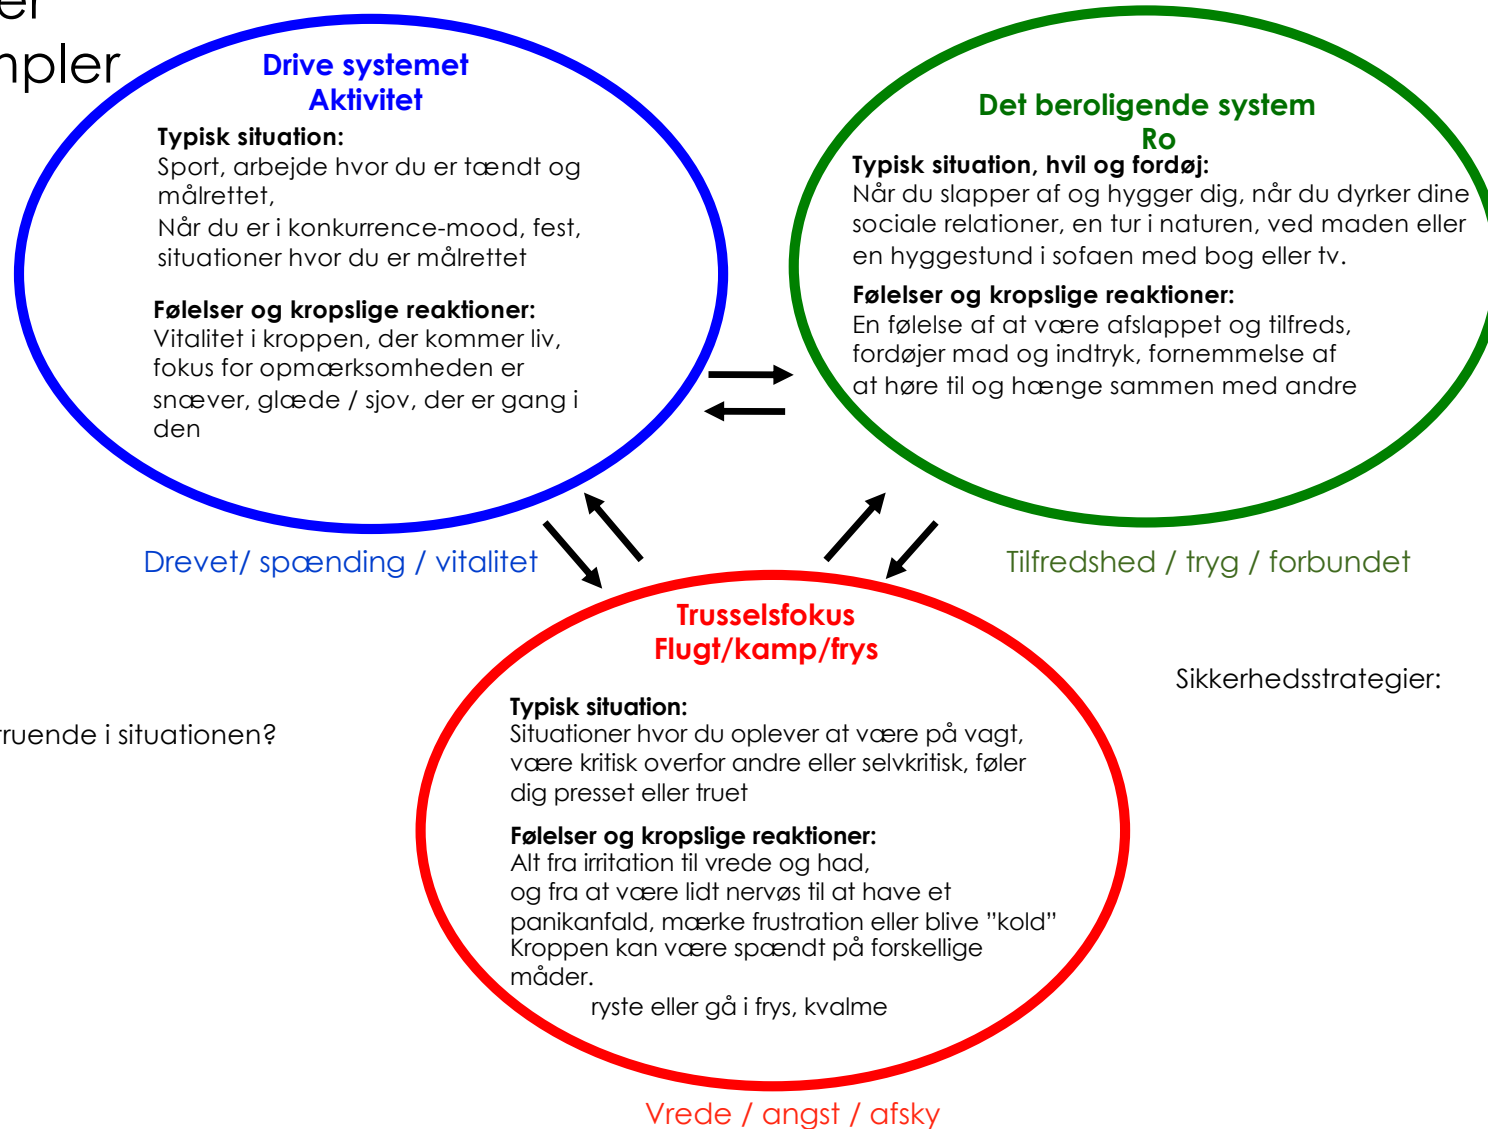 er
mpler
Drive systemet
Aktivitet
Typisk situation:
Sport, arbejde hvor du er tændt og
målrettet,
Når du er i konkurrence-mood, fest,
situationer hvor du er målrettet
Følelser og kropslige reaktioner:
Vitalitet i kroppen, der kommer liv,
fokus for opmærksomheden er
snæver, glæde / sjov, der er gang i
den
Drevet/ spænding / vitalitet
Det beroligende system
Ro
Typisk situation, hvil og fordøj:
Når du slapper af og hygger dig, når du dyrker dine
sociale relationer, en tur i naturen, ved maden eller
en hyggestund i sofaen med bog eller tv.
Følelser og kropslige reaktioner:
En følelse af at være afslappet og tilfreds,
fordøjer mad og indtryk, fornemmelse af
at høre til og hænge sammen med andre
Tilfredshed / tryg / forbundet
Trusselsfokus
Flugt/kamp/frys
Typisk situation:
Situationer hvor du oplever at være på vagt,
være kritisk overfor andre eller selvkritisk, føler
dig presset eller truet
Følelser og kropslige reaktioner:
Alt fra irritation til vrede og had,
og fra at være lidt nervøs til at have et
panikanfald, mærke frustration eller blive ”kold”
Kroppen kan være spændt på forskellige
måder.
ryste eller gå i frys, kvalme
Vrede / angst / afsky
truende i situationen?
Sikkerhedsstrategier: